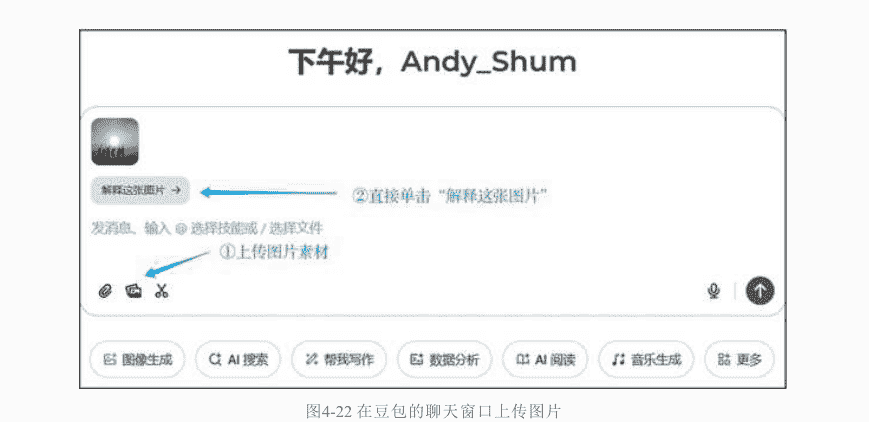 下午好，Andy_Shum
解释这张图片 →
②直接单击“解释这张图片”
发消息、输入 @ 选择技能或 / 选择文件
①上传图片素材
图像生成 AI 搜索 帮我写作 数据分析 AI 阅读 音乐生成 更多
图4-22 在豆包的聊天窗口上传图片